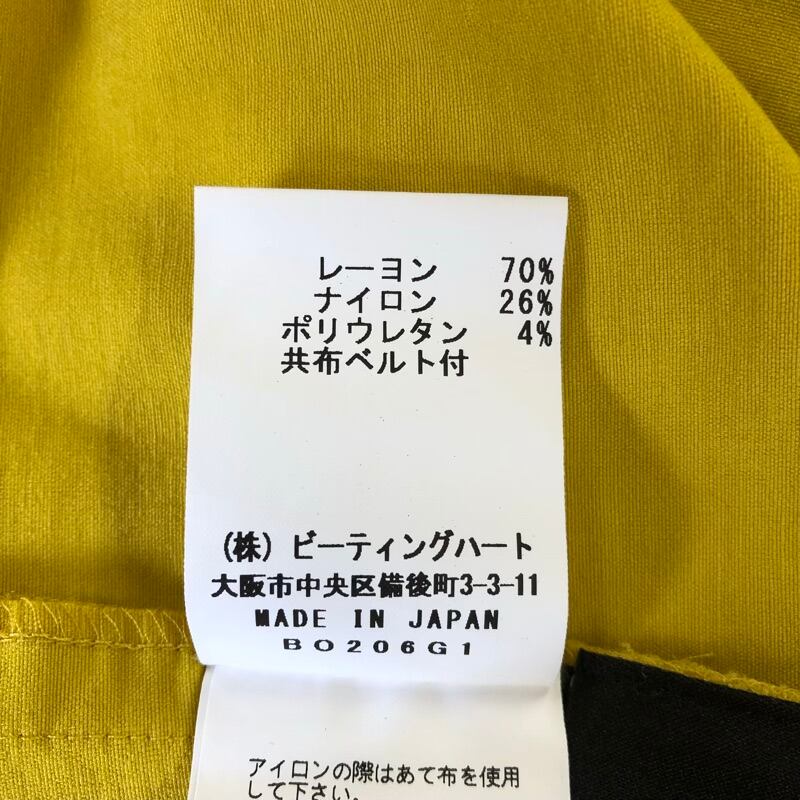 レーヨン 70%
ナイロン 26%
ポリウレタン 4%
共布ベルト付
(株) ビーティングハート
大阪市中央区備後町3-3-11
MADE IN JAPAN
BO206G1
アイロンの際はあて布を使用
して下さい。